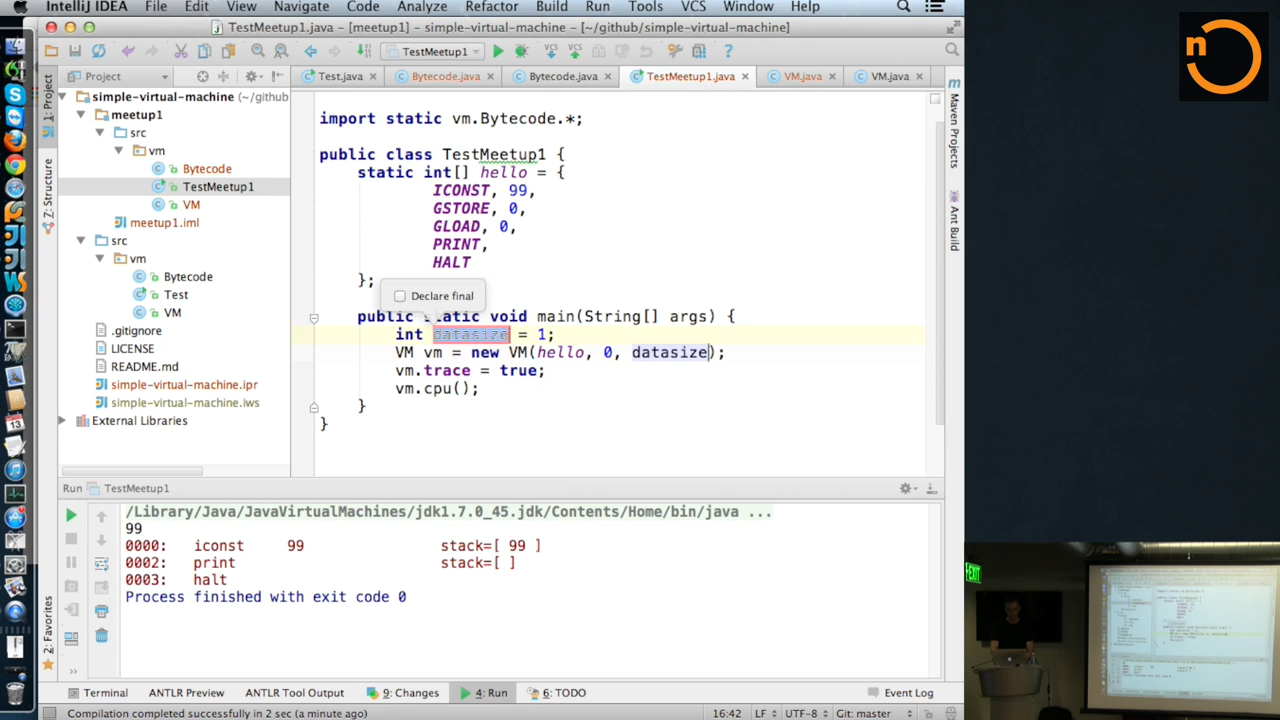 IntelliJ IDEA File Edit View Navigate Code Analyze Refactor Build Run Tools VCS Window Help
TestMeetup1.java - [meetup1] - simple-virtual-machine - [~/github/simple-virtual-machine]
TestMeetup1
VCS VCS
Project
Test.java Bytecode.java Bytecode.java TestMeetup1.java VM.java VM.java
simple-virtual-machine (~/github
meetup1
src
vm
Bytecode
TestMeetup1
VM
meetup1.iml
src
vm
Bytecode
Test
VM
.gitignore
LICENSE
README.md
simple-virtual-machine.ipr
simple-virtual-machine.iws
External Libraries
1: Project
7: Structure
2: Favorites
import static vm.Bytecode.*;
public class TestMeetup1 {
static int[] hello = {
ICONST, 99,
GSTORE, 0,
GLOAD, 0,
PRINT,
HALT
};
Declare final
public static void main(String[] args) {
int datasize = 1;
VM vm = new VM(hello, 0, datasize);
vm.trace = true;
vm.cpu();
}
}
Maven Projects
Ant Build
Run TestMeetup1
/Library/Java/JavaVirtualMachines/jdk1.7.0_45.jdk/Contents/Home/bin/java ...
99
0000: iconst 99 stack=[ 99 ]
0002: print stack=[ ]
0003: halt
Process finished with exit code 0
Terminal ANTLR Preview ANTLR Tool Output 9: Changes 4: Run 6: TODO Event Log
Compilation completed successfully in 2 sec (a minute ago) 16:42 LF UTF-8 Git: master
n
EXIT